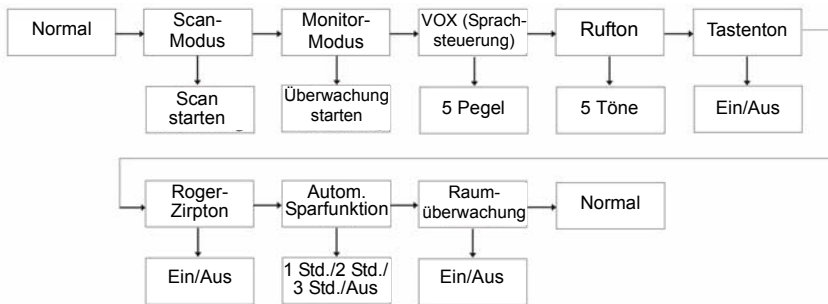 Normal
Scan-
Modus
Monitor-
Modus
VOX (Sprach-
steuerung)
Rufton
Tastenton
Scan
starten
Überwachung
starten
5 Pegel
5 Töne
Ein/Aus
Roger-
Zirpton
Autom.
Sparfunktion
Raum-
überwachung
Normal
Ein/Aus
1 Std./2 Std./
3 Std./Aus
Ein/Aus